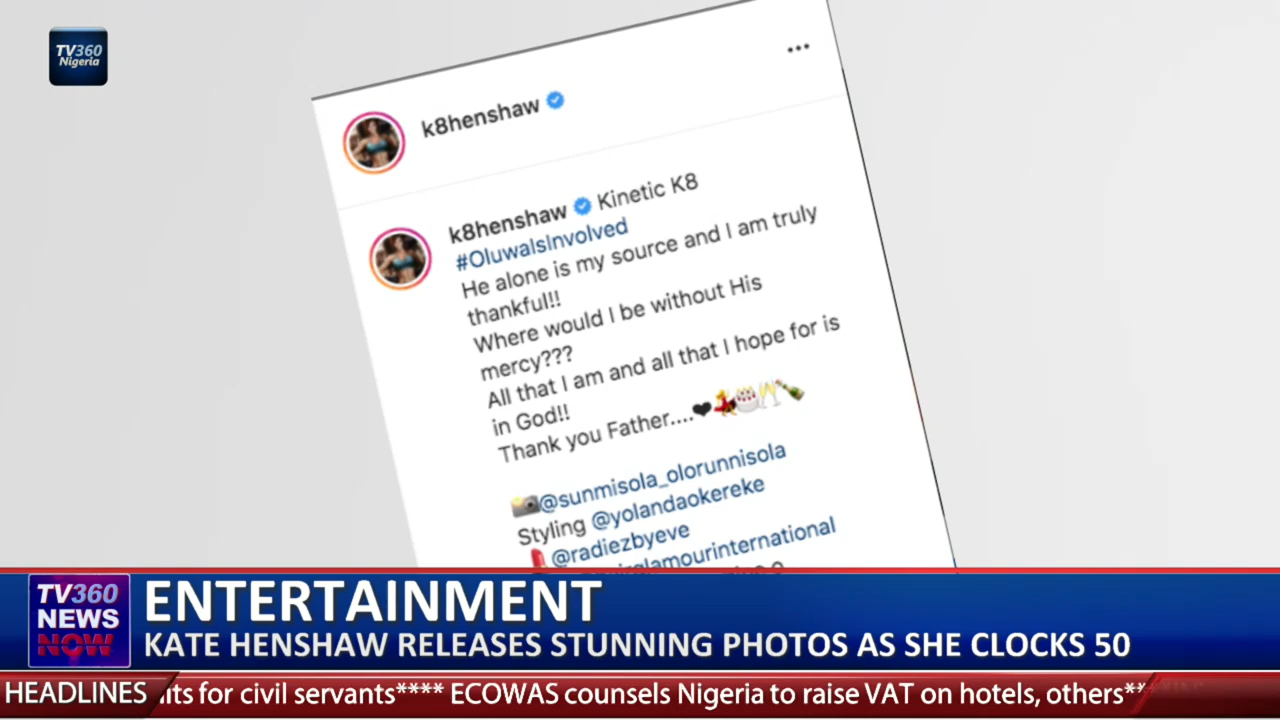 TV360
Nigeria
k8henshaw
k8henshaw Kinetic K8
#OluwaIsInvolved
He alone is my source and I am truly
thankful!!
Where would I be without His
mercy???
All that I am and all that I hope for is
in God!!
Thank you Father....❤💃🎂🥂🍾
📷@sunmisola_olorunnisola
Styling @yolandaokereke
💄@radiezbyeve
TV360
NEWS
NOW
ENTERTAINMENT
KATE HENSHAW RELEASES STUNNING PHOTOS AS SHE CLOCKS 50
HEADLINES for civil servants**** ECOWAS counsels Nigeria to raise VAT on hotels, others**